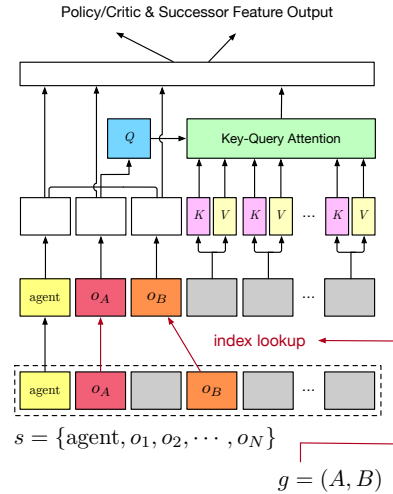 Policy/Critic & Successor Feature Output
Q
Key-Query Attention
K V K V ... K V
agent o_A o_B ...
index lookup
agent o_A o_B ...
s = {agent, o_1, o_2, ⋯, o_N}
g = (A, B)